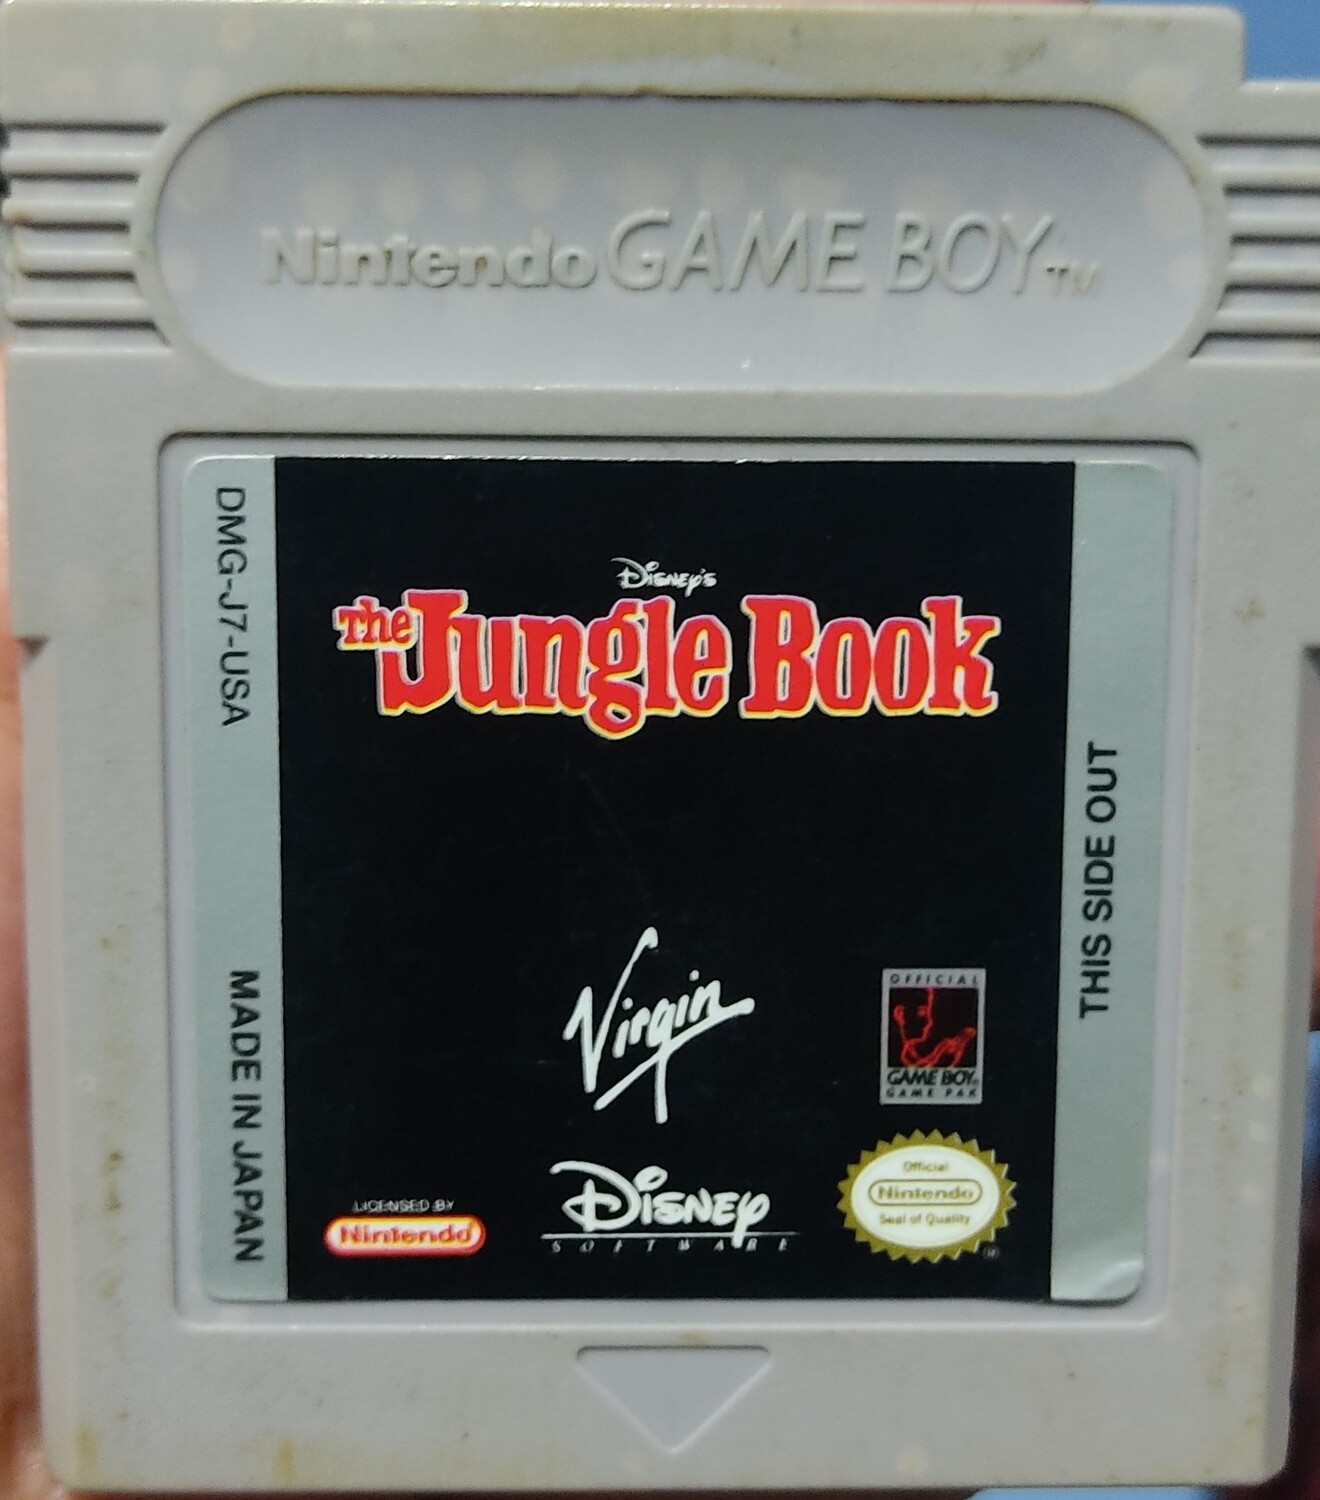 Nintendo GAME BOY™
DMG-J7-USA
MADE IN JAPAN
DISNEY'S
The Jungle Book
Virgin
DISNEY
SOFTWARE
LICENSED BY
Nintendo
OFFICIAL
GAME BOY
GAME PAK
Official
Nintendo
Seal of Quality
®
THIS SIDE OUT